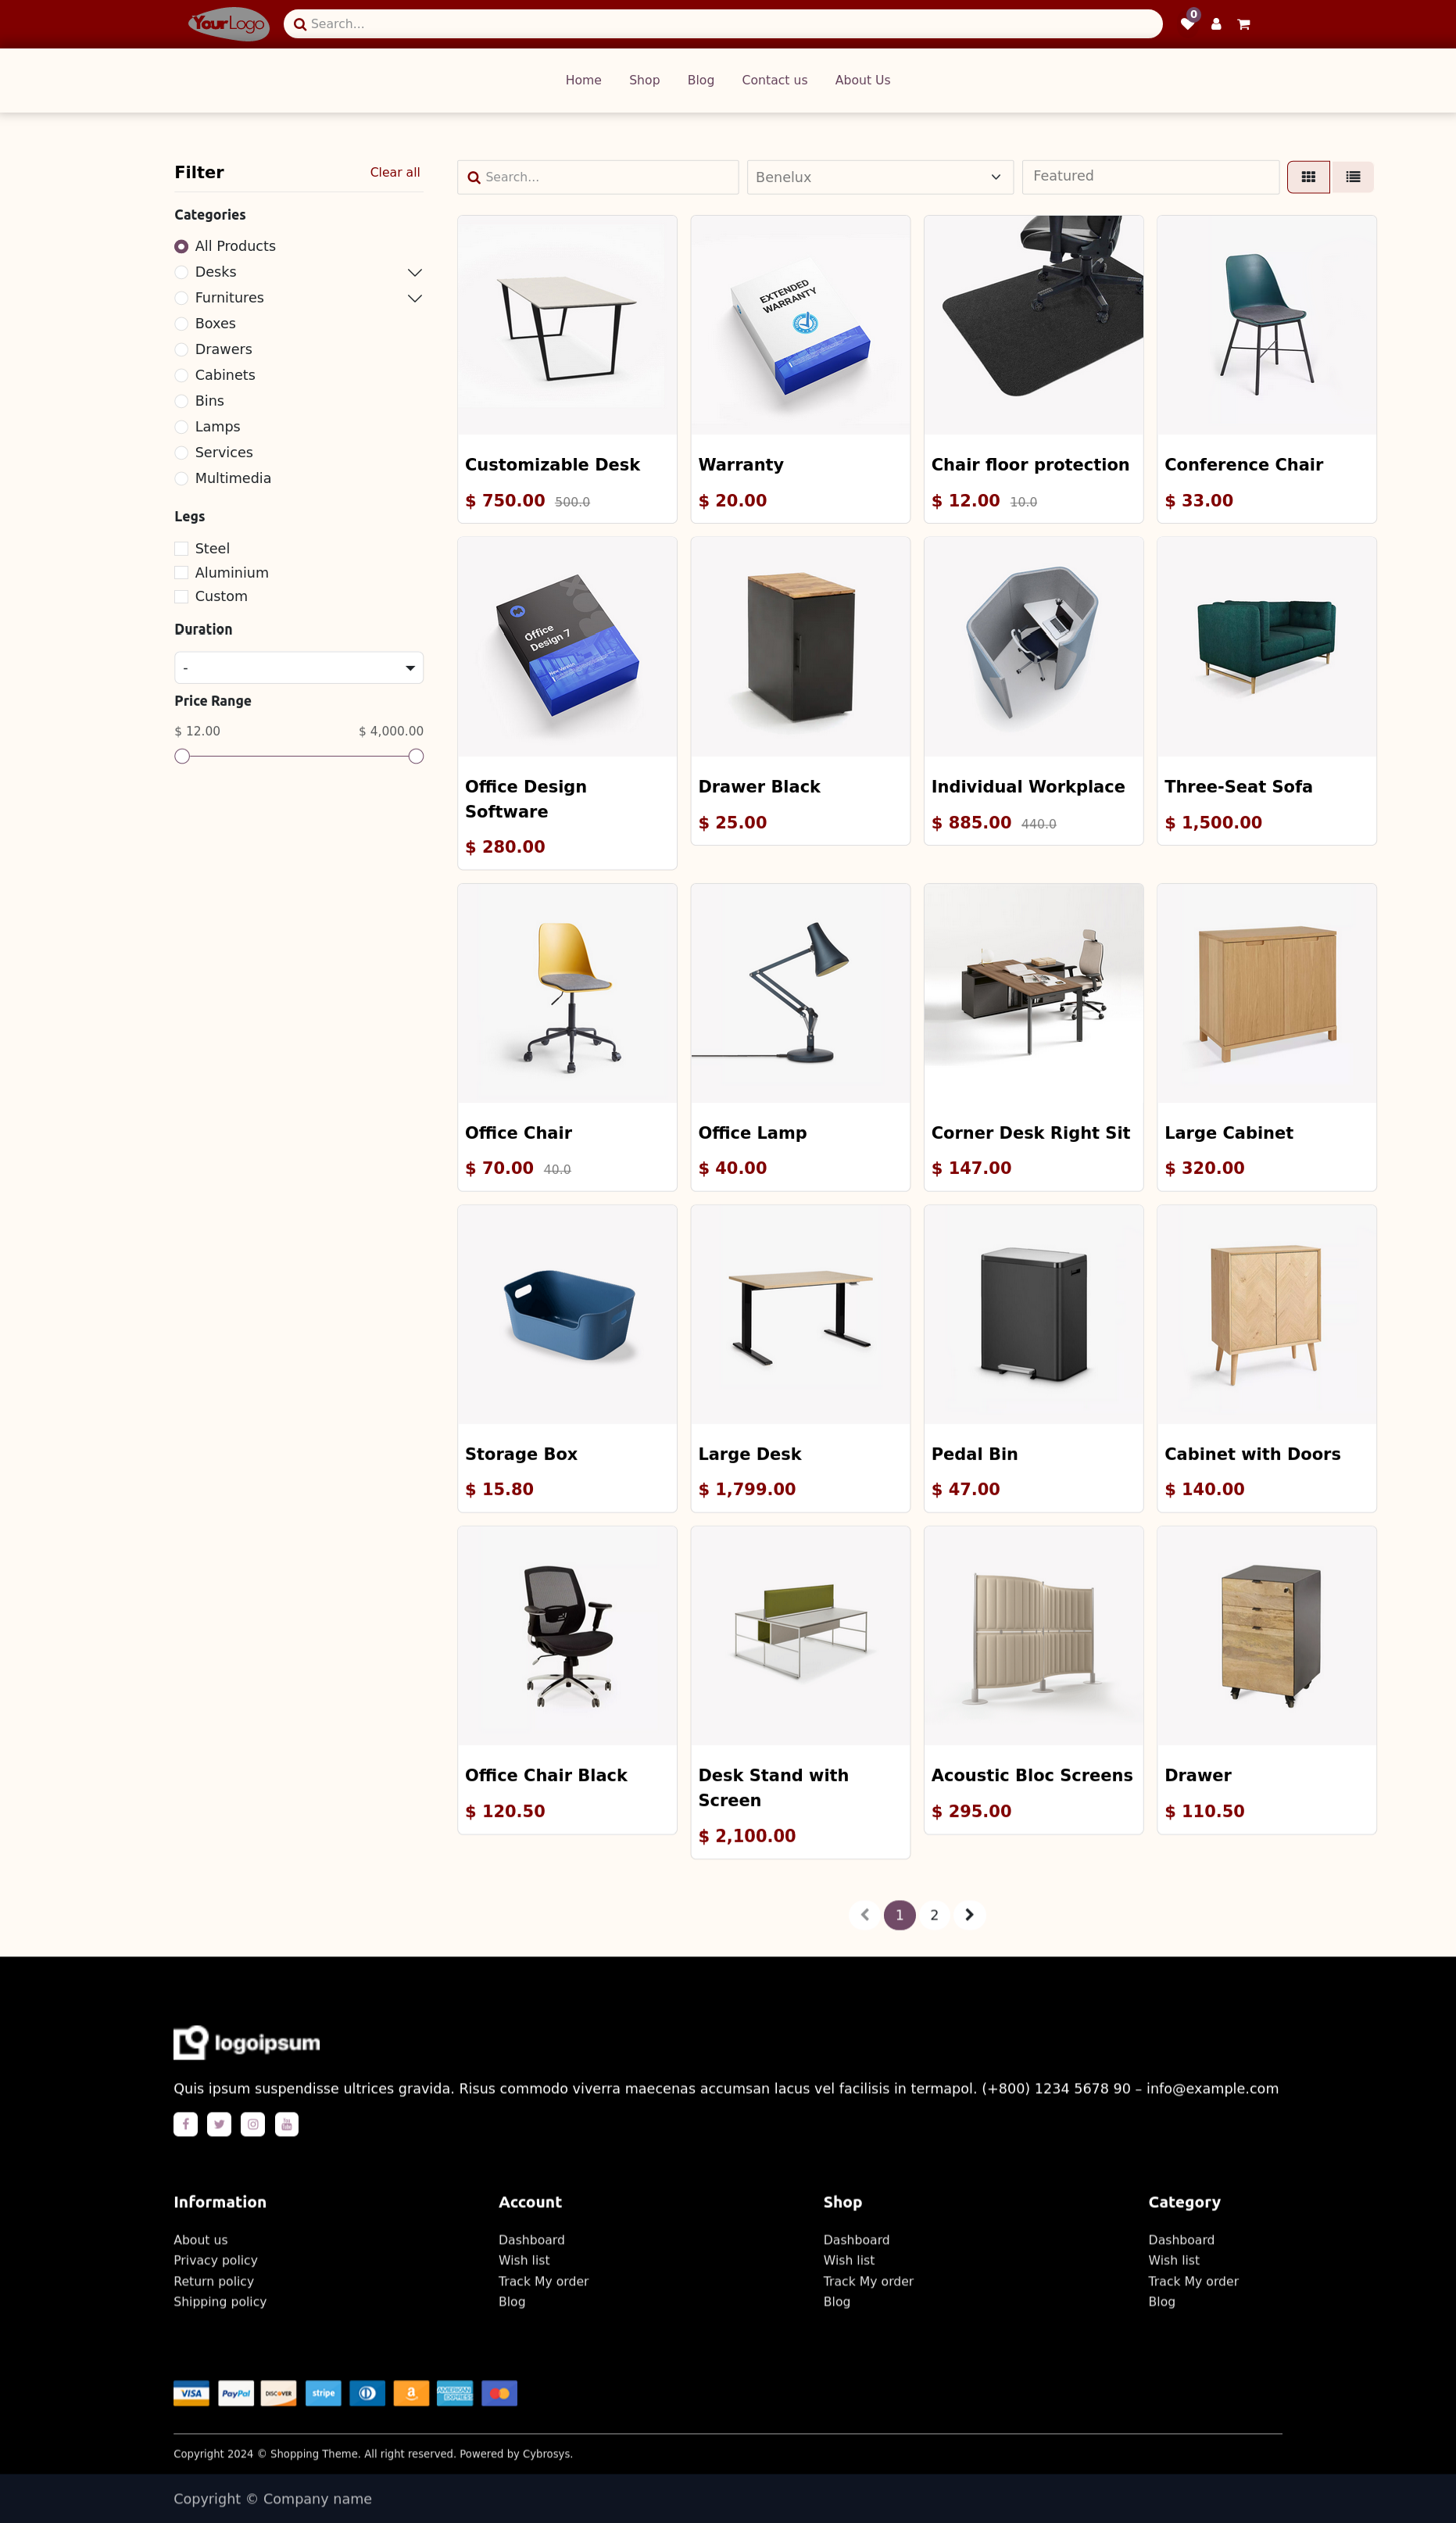 YourLogo
Search...
0
Home Shop Blog Contact us About Us
Filter Clear all
Categories
All Products
Desks
Furnitures
Boxes
Drawers
Cabinets
Bins
Lamps
Services
Multimedia
Legs
Steel
Aluminium
Custom
Duration
-
Price Range
$ 12.00 $ 4,000.00
Search... Benelux Featured
EXTENDED
WARRANTY
Customizable Desk
$ 750.00 500.0
Warranty
$ 20.00
Chair floor protection
$ 12.00 10.0
Conference Chair
$ 33.00
Office
Design 7
Office Design
Software
$ 280.00
Drawer Black
$ 25.00
Individual Workplace
$ 885.00 440.0
Three-Seat Sofa
$ 1,500.00
Office Chair
$ 70.00 40.0
Office Lamp
$ 40.00
Corner Desk Right Sit
$ 147.00
Large Cabinet
$ 320.00
Storage Box
$ 15.80
Large Desk
$ 1,799.00
Pedal Bin
$ 47.00
Cabinet with Doors
$ 140.00
Office Chair Black
$ 120.50
Desk Stand with
Screen
$ 2,100.00
Acoustic Bloc Screens
$ 295.00
Drawer
$ 110.50
1 2
logoipsum
Quis ipsum suspendisse ultrices gravida. Risus commodo viverra maecenas accumsan lacus vel facilisis in termapol. (+800) 1234 5678 90 – info@example.com
Information
About us
Privacy policy
Return policy
Shipping policy
Account
Dashboard
Wish list
Track My order
Blog
Shop
Dashboard
Wish list
Track My order
Blog
Category
Dashboard
Wish list
Track My order
Blog
VISA PayPal DISCOVER stripe AMERICAN EXPRESS
Copyright 2024 © Shopping Theme. All right reserved. Powered by Cybrosys.
Copyright © Company name